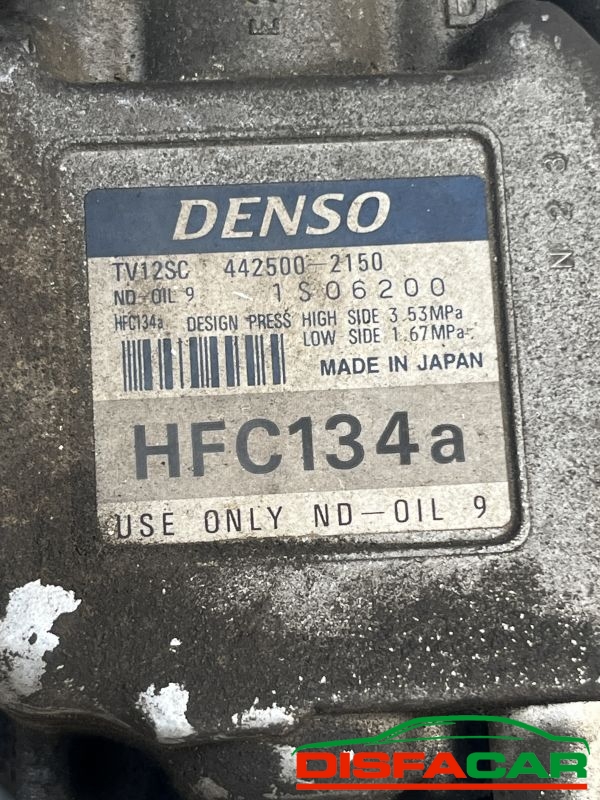 DENSO
TV12SC 442500-2150
ND-OIL 9 1S06200
HFC134a DESIGN PRESS HIGH SIDE 3.53MPa
LOW SIDE 1.67MPa
MADE IN JAPAN
HFC134a
USE ONLY ND-OIL 9
N23
DISFACAR